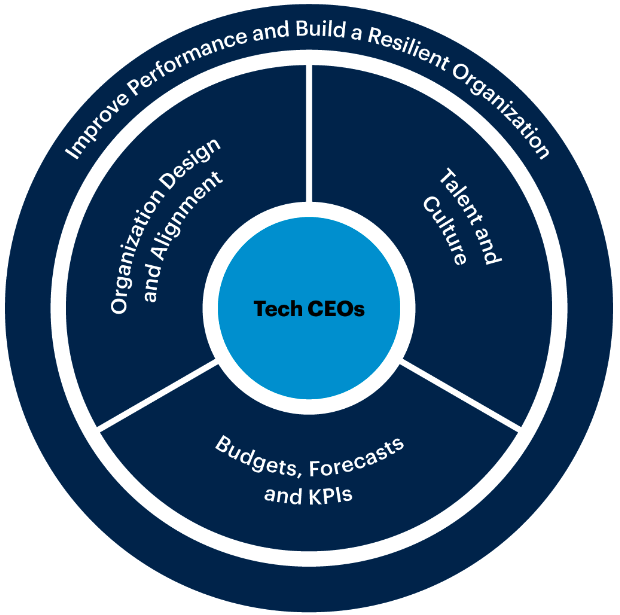 Improve Performance and Build a Resilient Organization
Organization Design
and Alignment
Talent and
Culture
Tech CEOs
Budgets, Forecasts
and KPIs